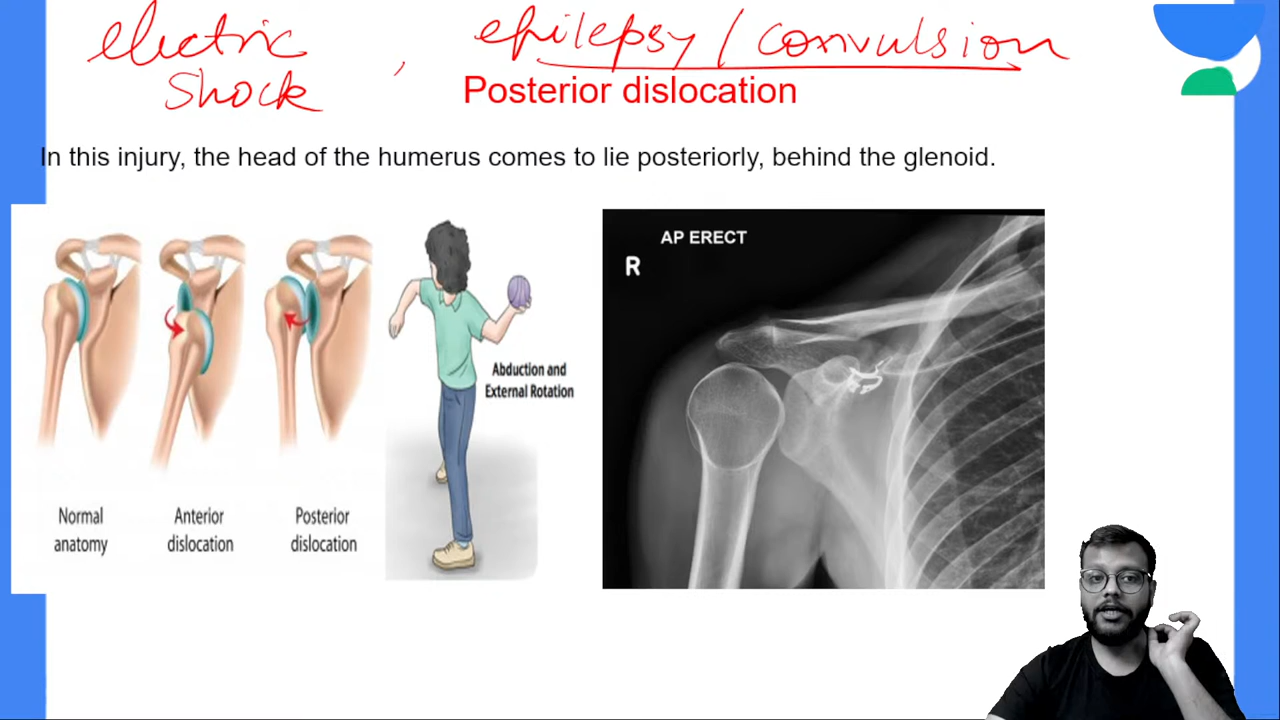 electric shock , epilepsy / convulsion
Posterior dislocation
In this injury, the head of the humerus comes to lie posteriorly, behind the glenoid.
AP ERECT
R
Abduction and
External Rotation
Normal
anatomy
Anterior
dislocation
Posterior
dislocation